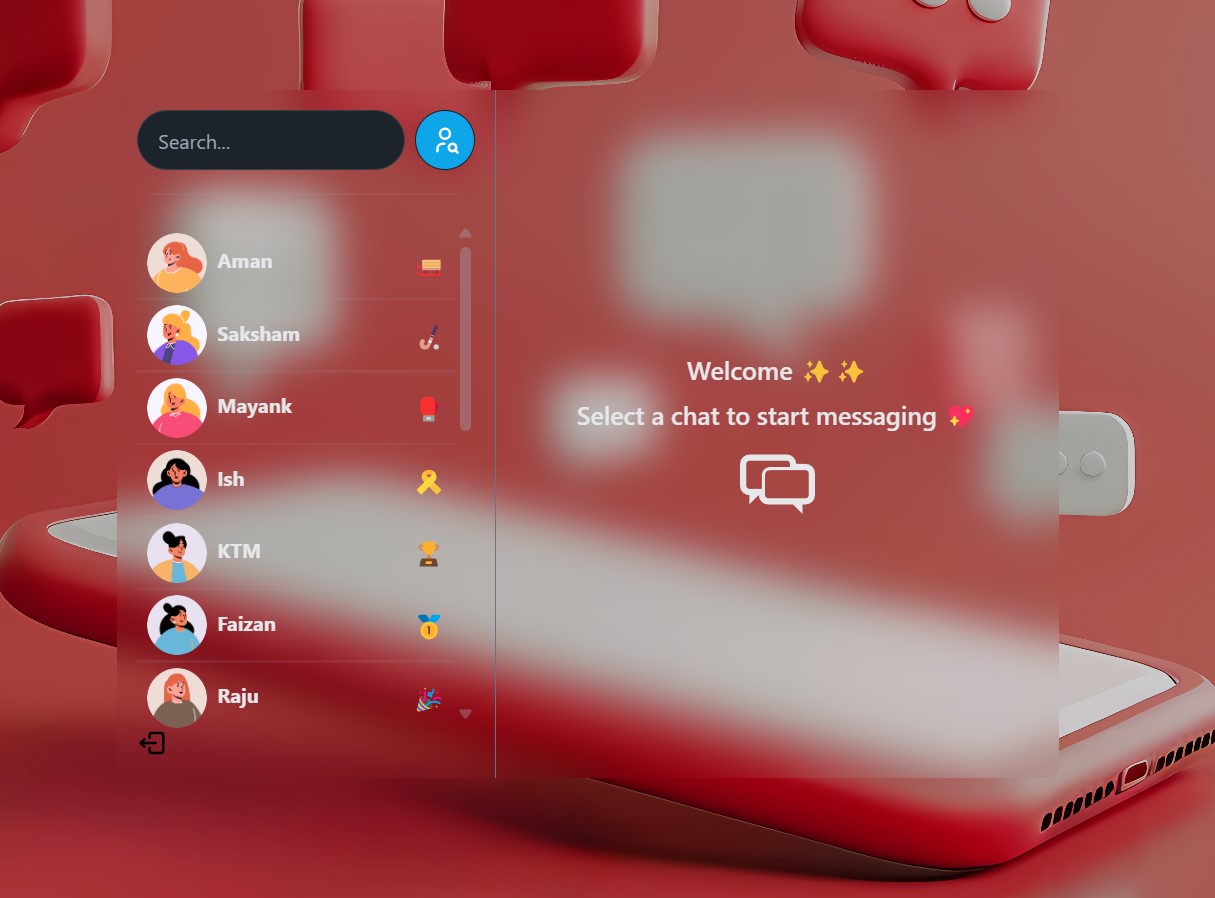 Search...
Aman
Saksham
Mayank
Ish
KTM
Faizan
Raju
Welcome ✨ ✨
Select a chat to start messaging 💖